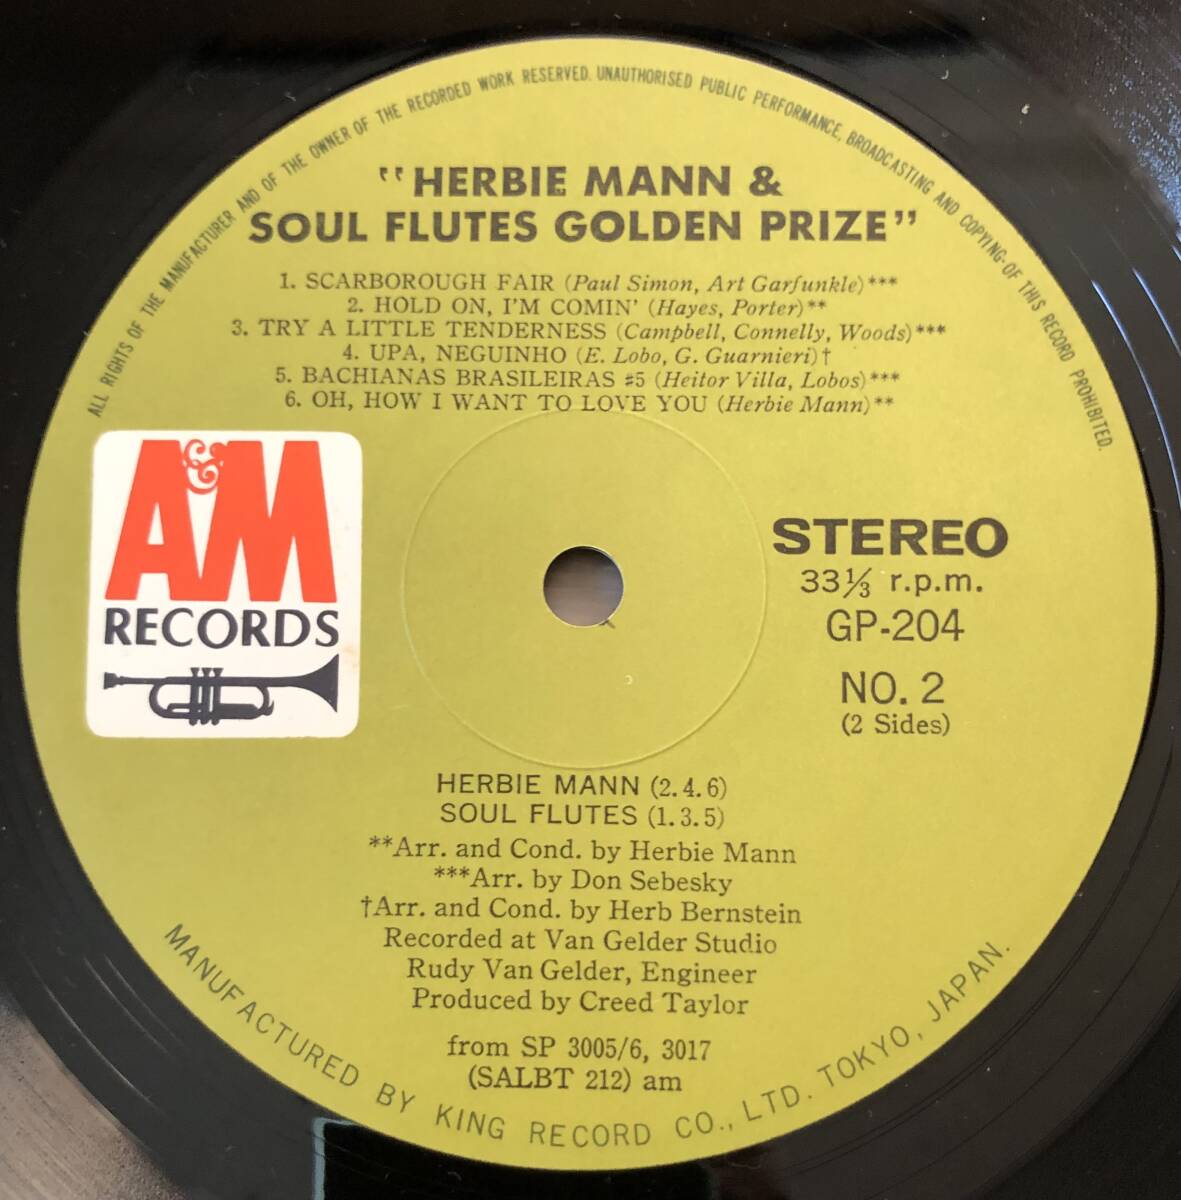 ALL RIGHTS OF THE MANUFACTURER AND OF THE OWNER OF THE RECORDED WORK RESERVED. UNAUTHORISED PUBLIC PERFORMANCE, BROADCASTING AND COPYING OF THIS RECORD PROHIBITED.
"HERBIE MANN &
SOUL FLUTES GOLDEN PRIZE"
1. SCARBOROUGH FAIR (Paul Simon, Art Garfunkle)***
2. HOLD ON, I'M COMIN' (Hayes, Porter)**
3. TRY A LITTLE TENDERNESS (Campbell, Connelly, Woods)***
4. UPA, NEGUINHO (E. Lobo, G. Guarnieri)†
5. BACHIANAS BRASILEIRAS #5 (Heitor Villa, Lobos)***
6. OH, HOW I WANT TO LOVE YOU (Herbie Mann)**
A&M
RECORDS
STEREO
33⅓ r.p.m.
GP-204
NO. 2
(2 Sides)
HERBIE MANN (2.4.6)
SOUL FLUTES (1.3.5)
**Arr. and Cond. by Herbie Mann
***Arr. by Don Sebesky
†Arr. and Cond. by Herb Bernstein
Recorded at Van Gelder Studio
Rudy Van Gelder, Engineer
Produced by Creed Taylor
from SP 3005/6, 3017
(SALBT 212) am
MANUFACTURED BY KING RECORD CO., LTD. TOKYO, JAPAN.